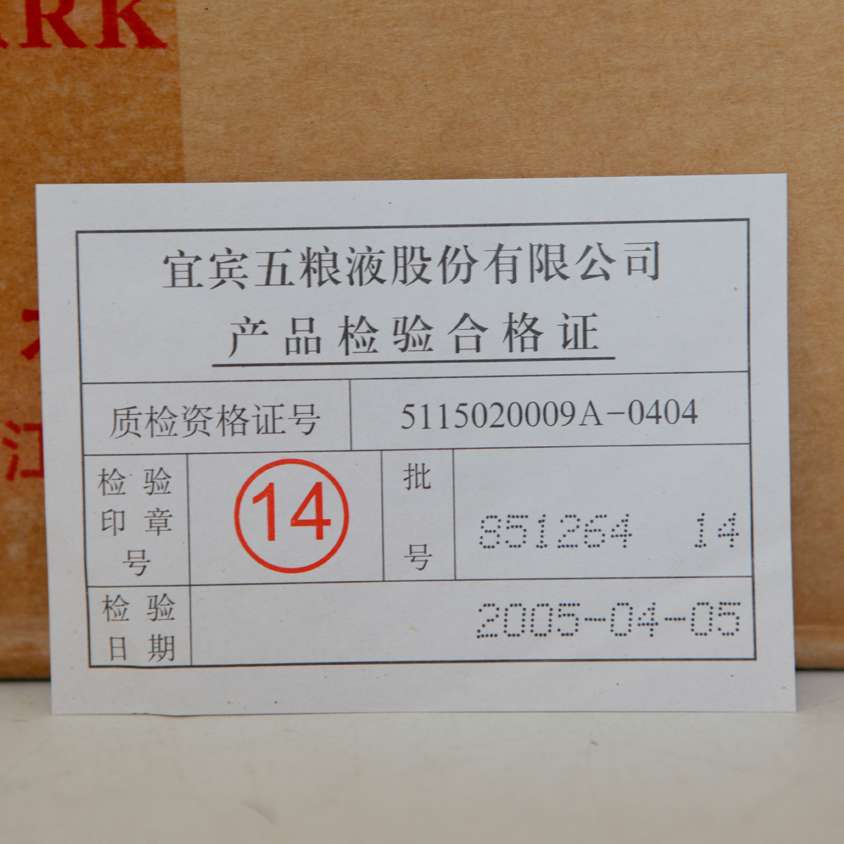 ARK
宜宾五粮液股份有限公司
产品检验合格证
质检资格证号 5115020009A-0404
检验印章号 14 批号 851264 14
检验日期 2005-04-05
江